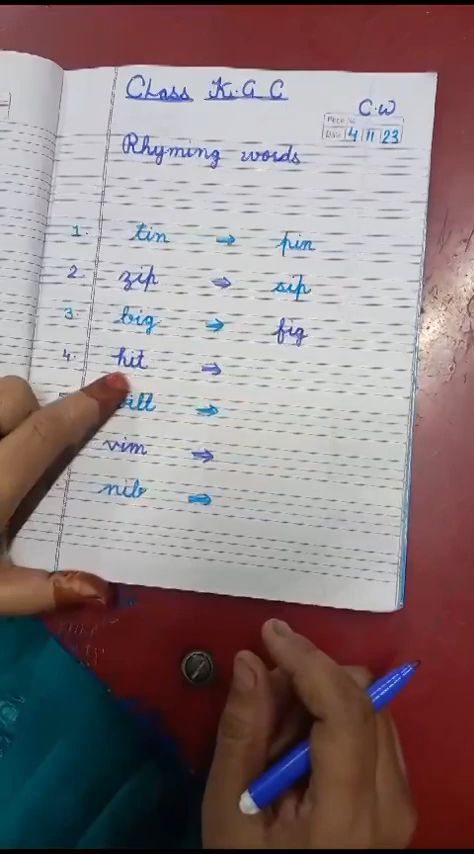 Class K.G C
C.W
Date 4 11 23
Rhyming words
1. tin → pin
2. zip → sip
3. big → fig
4. hit →
→
vim →
nib →